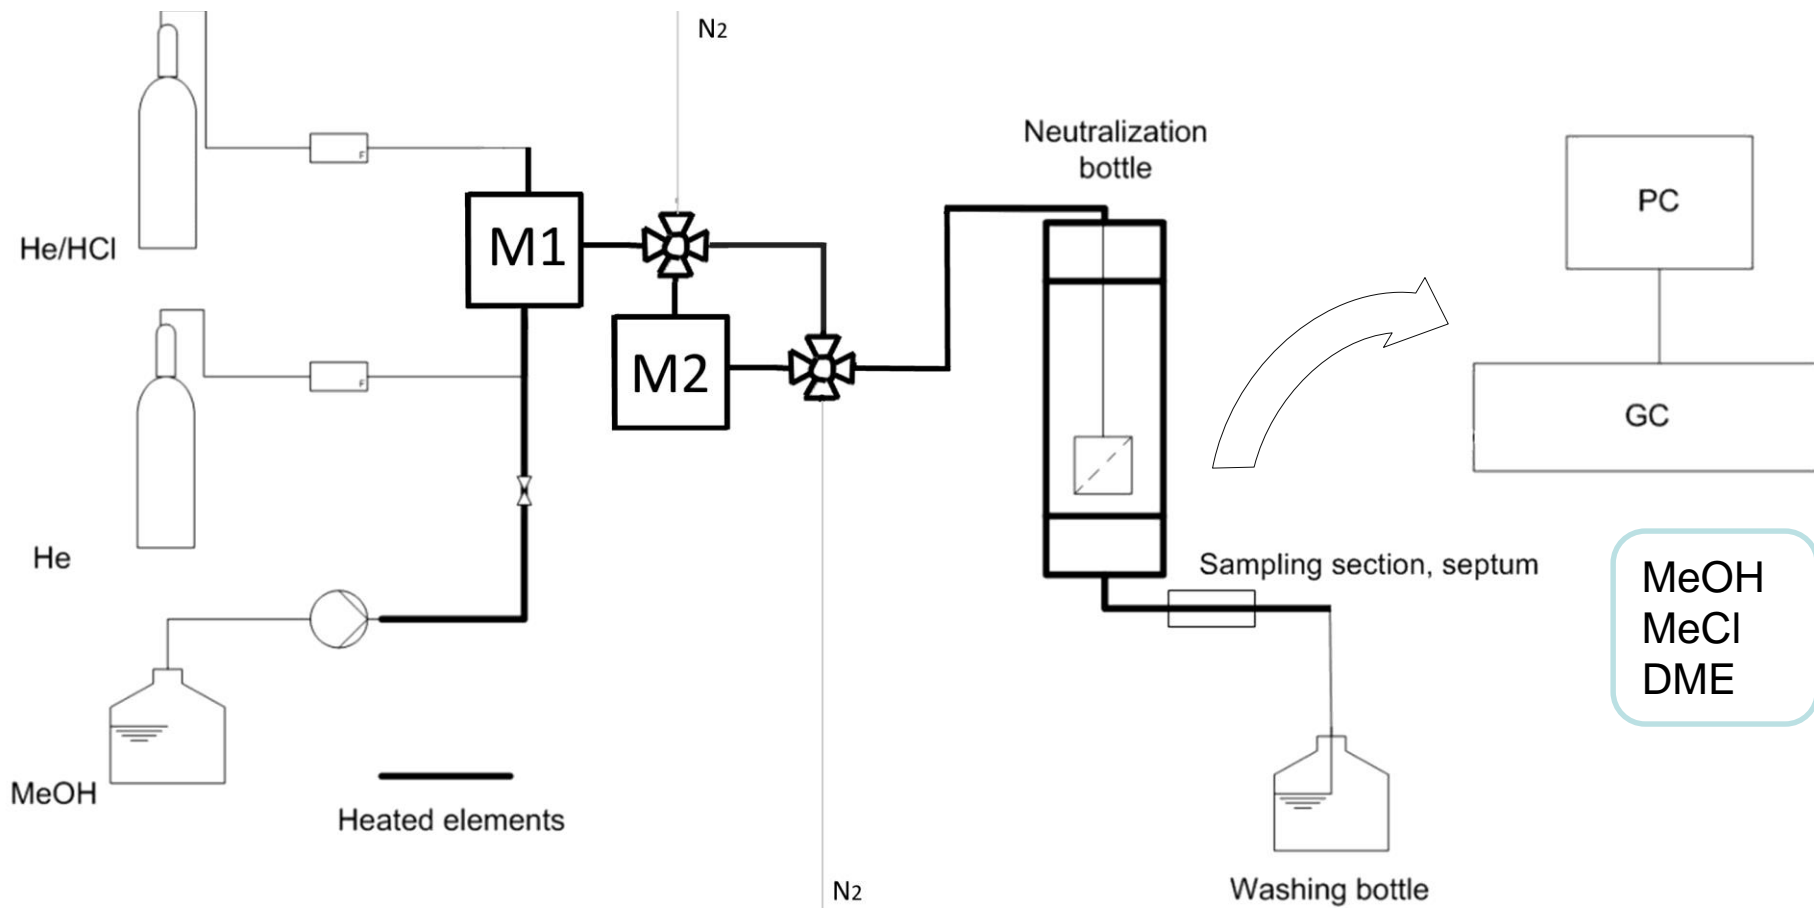 N2
He/HCl
F
M1
Neutralization
bottle
PC
He
F
M2
GC
Sampling section, septum
MeOH
MeCl
DME
MeOH
Heated elements
Washing bottle
N2